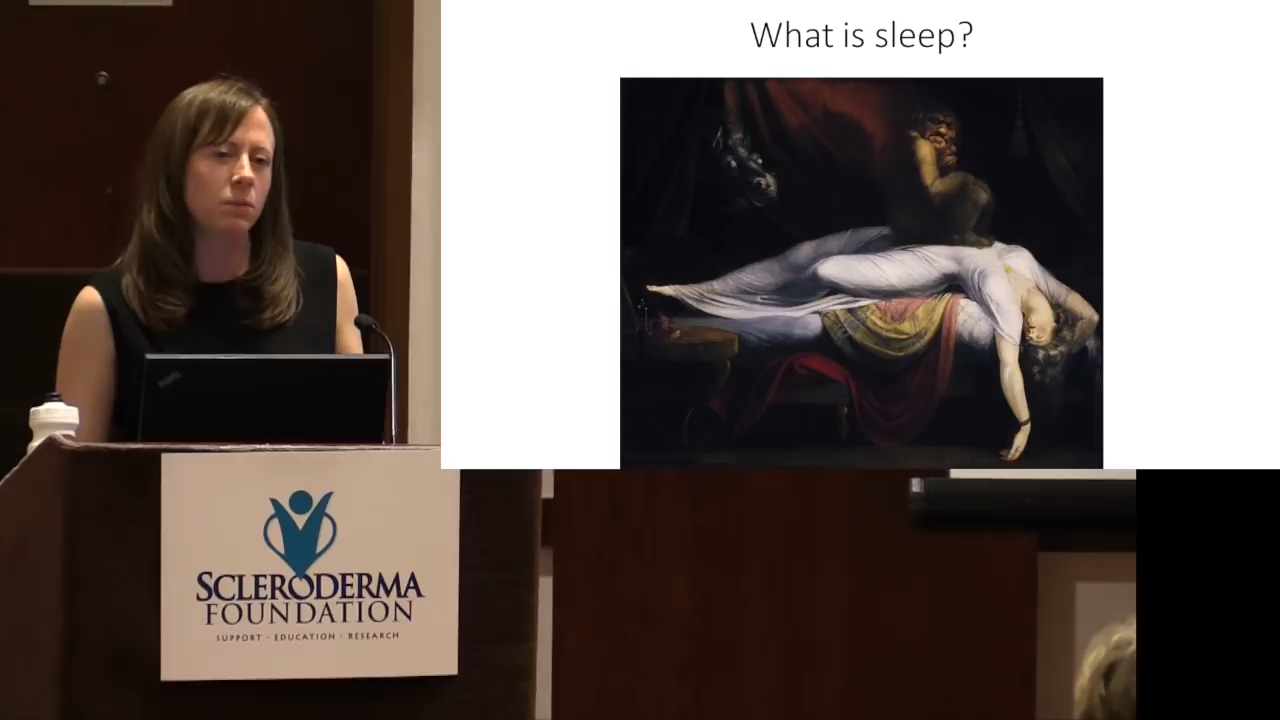 What is sleep?
SCLERODERMA
FOUNDATION
SUPPORT · EDUCATION · RESEARCH